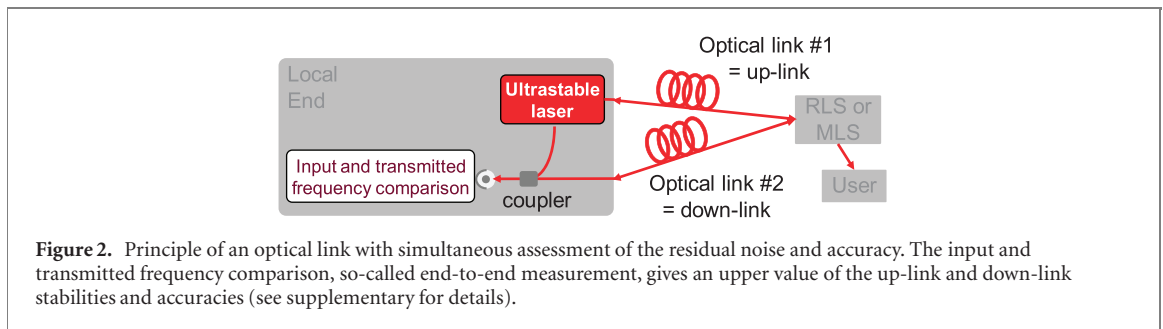 Optical link #1
= up-link
Local
End
Ultrastable
laser
RLS or
MLS
Input and transmitted
frequency comparison
coupler
Optical link #2
= down-link
User
Figure 2. Principle of an optical link with simultaneous assessment of the residual noise and accuracy. The input and
transmitted frequency comparison, so-called end-to-end measurement, gives an upper value of the up-link and down-link
stabilities and accuracies (see supplementary for details).